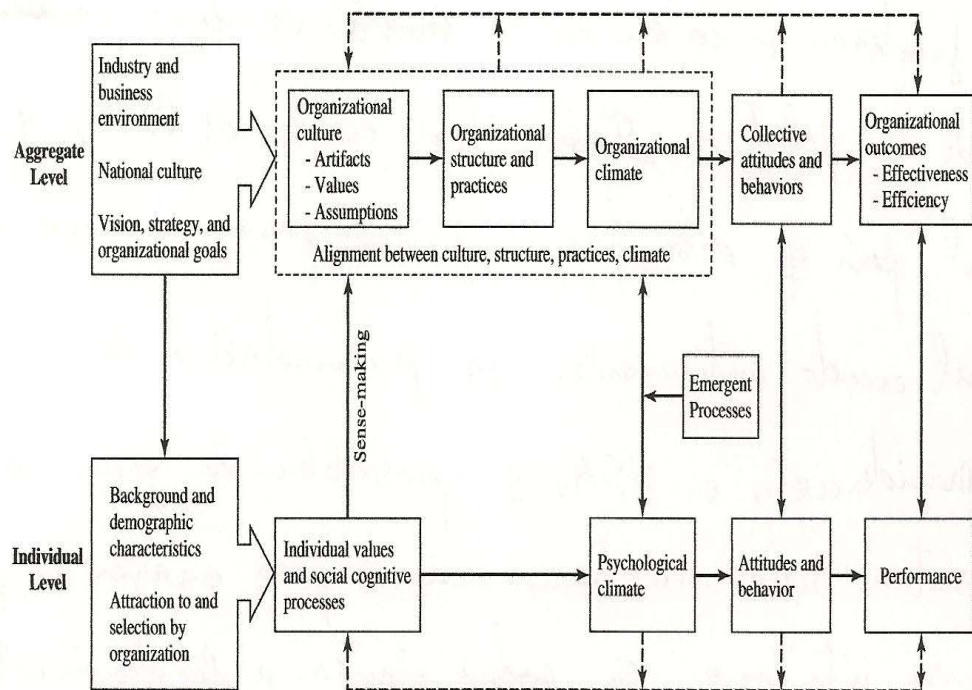 Industry and
business
environment
National culture
Vision, strategy, and
organizational goals
Aggregate
Level
Organizational
culture
- Artifacts
- Values
- Assumptions
Organizational
structure and
practices
Organizational
climate
Alignment between culture, structure, practices, climate
Collective
attitudes and
behaviors
Organizational
outcomes
- Effectiveness
- Efficiency
Sense-making
Emergent
Processes
Individual
Level
Background and
demographic
characteristics
Attraction to and
selection by
organization
Individual values
and social cognitive
processes
Psychological
climate
Attitudes and
behavior
Performance